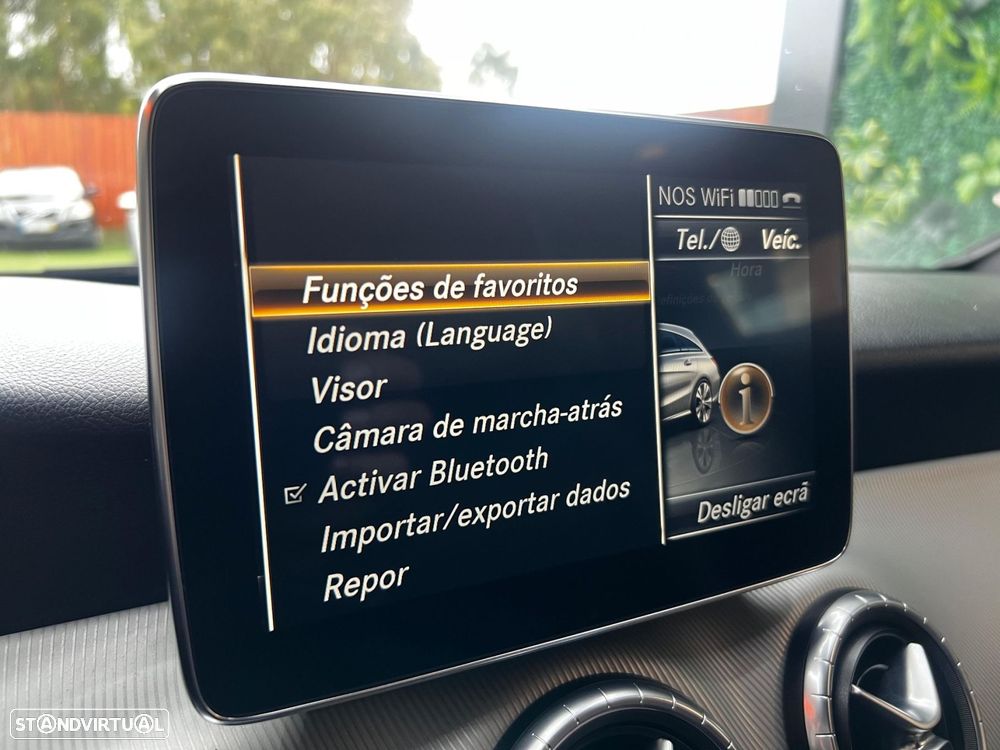 NOS WiFi
Tel./ Veíc.
Hora
Funções de favoritos
Idioma (Language)
Visor
Câmara de marcha-atrás
Activar Bluetooth
Importar/exportar dados
Repor
Desligar ecrã
STANDVIRTUAL